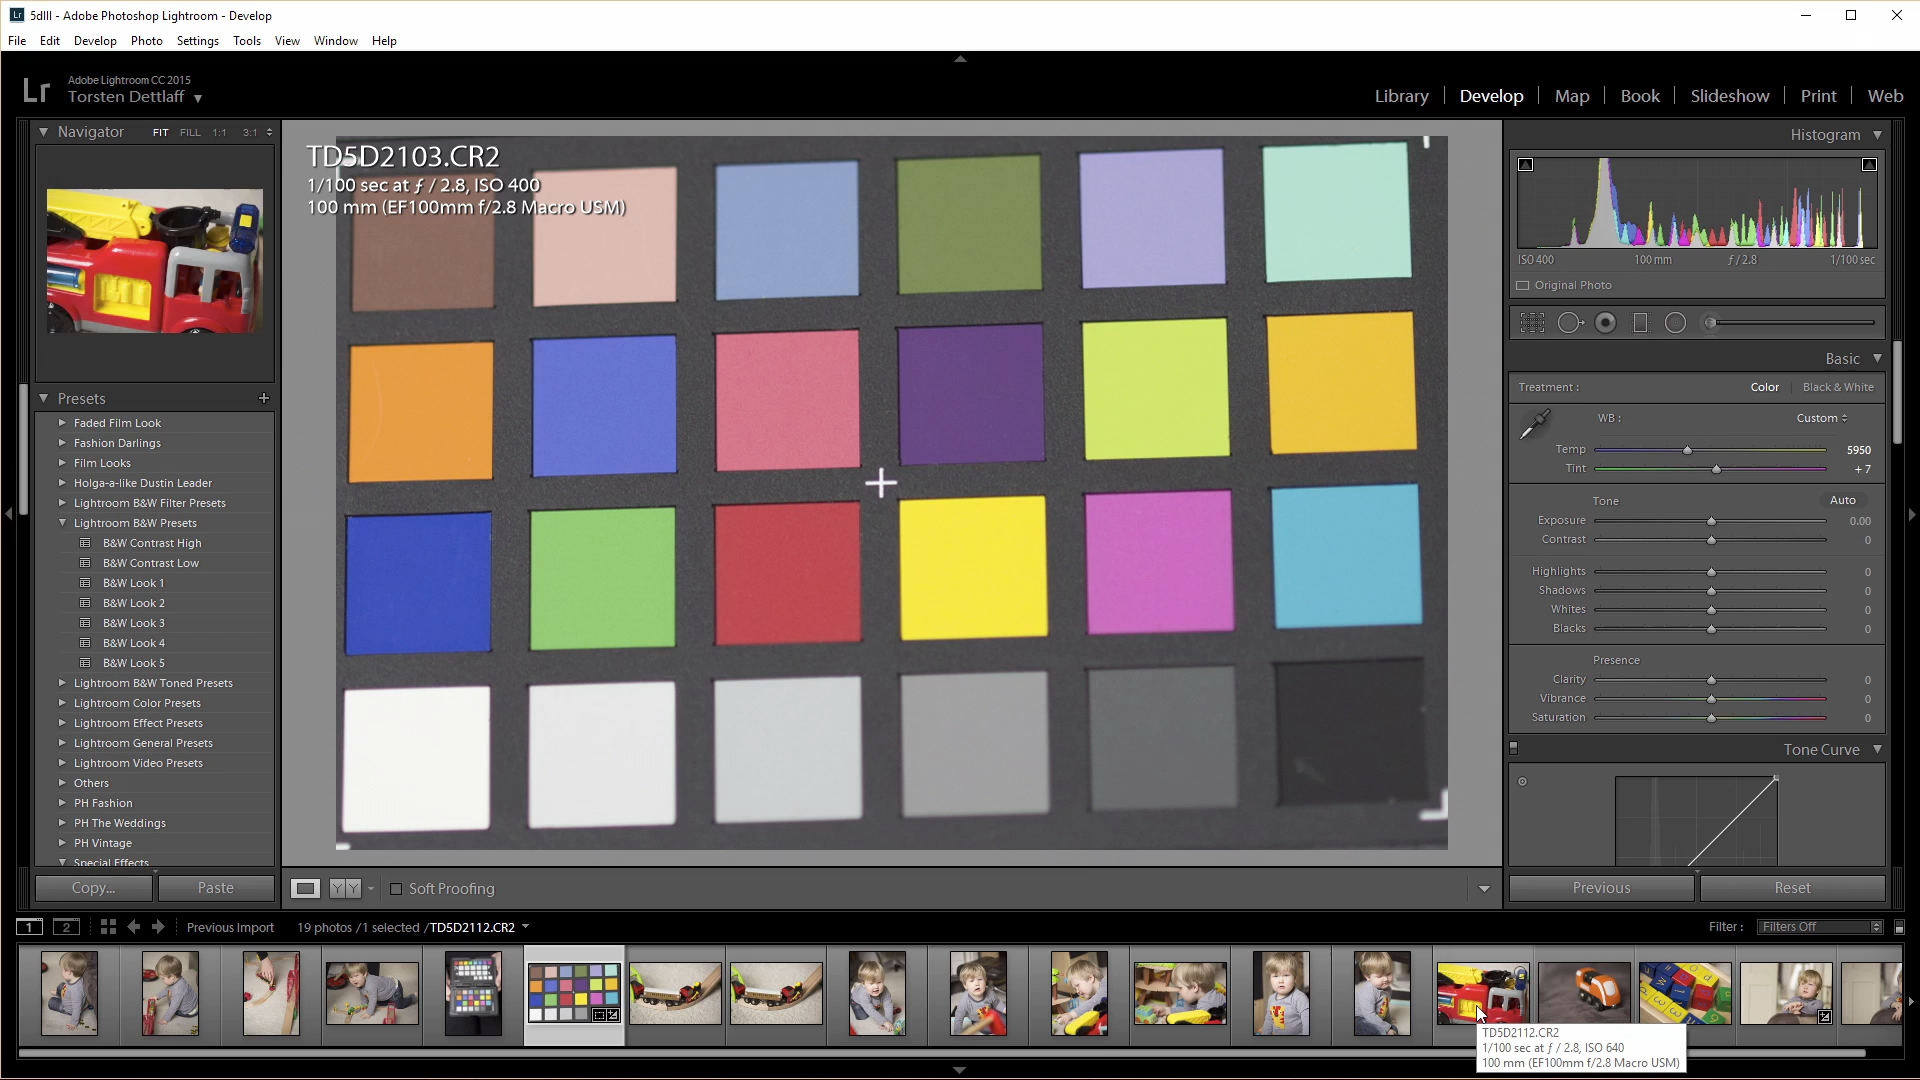 5dIII - Adobe Photoshop Lightroom - Develop
File Edit Develop Photo Settings Tools View Window Help
Lr
Adobe Lightroom CC 2015
Torsten Dettlaff
Library Develop Map Book Slideshow Print Web
Navigator FIT FILL 1:1 3:1
Presets
Faded Film Look
Fashion Darlings
Film Looks
Holga-a-like Dustin Leader
Lightroom B&W Filter Presets
Lightroom B&W Presets
B&W Contrast High
B&W Contrast Low
B&W Look 1
B&W Look 2
B&W Look 3
B&W Look 4
B&W Look 5
Lightroom B&W Toned Presets
Lightroom Color Presets
Lightroom Effect Presets
Lightroom General Presets
Lightroom Video Presets
Others
PH Fashion
PH The Weddings
PH Vintage
Special Effects
Copy... Paste
TD5D2103.CR2
1/100 sec at ƒ / 2.8, ISO 400
100 mm (EF100mm f/2.8 Macro USM)
Y Y Soft Proofing
Histogram
ISO 400 100 mm ƒ / 2.8 1/100 sec
Original Photo
Basic
Treatment : Color Black & White
WB : Custom
Temp 5950
Tint + 7
Tone Auto
Exposure 0.00
Contrast 0
Highlights 0
Shadows 0
Whites 0
Blacks 0
Presence
Clarity 0
Vibrance 0
Saturation 0
Tone Curve
Previous Reset
1 2 Previous Import 19 photos / 1 selected / TD5D2112.CR2 Filter : Filters Off
TD5D2112.CR2
1/100 sec at ƒ / 2.8, ISO 640
100 mm (EF100mm f/2.8 Macro USM)